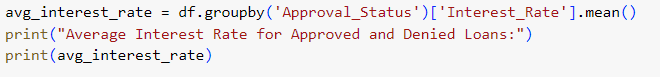 avg_interest_rate = df.groupby('Approval_Status')['Interest_Rate'].mean()
print("Average Interest Rate for Approved and Denied Loans:")
print(avg_interest_rate)